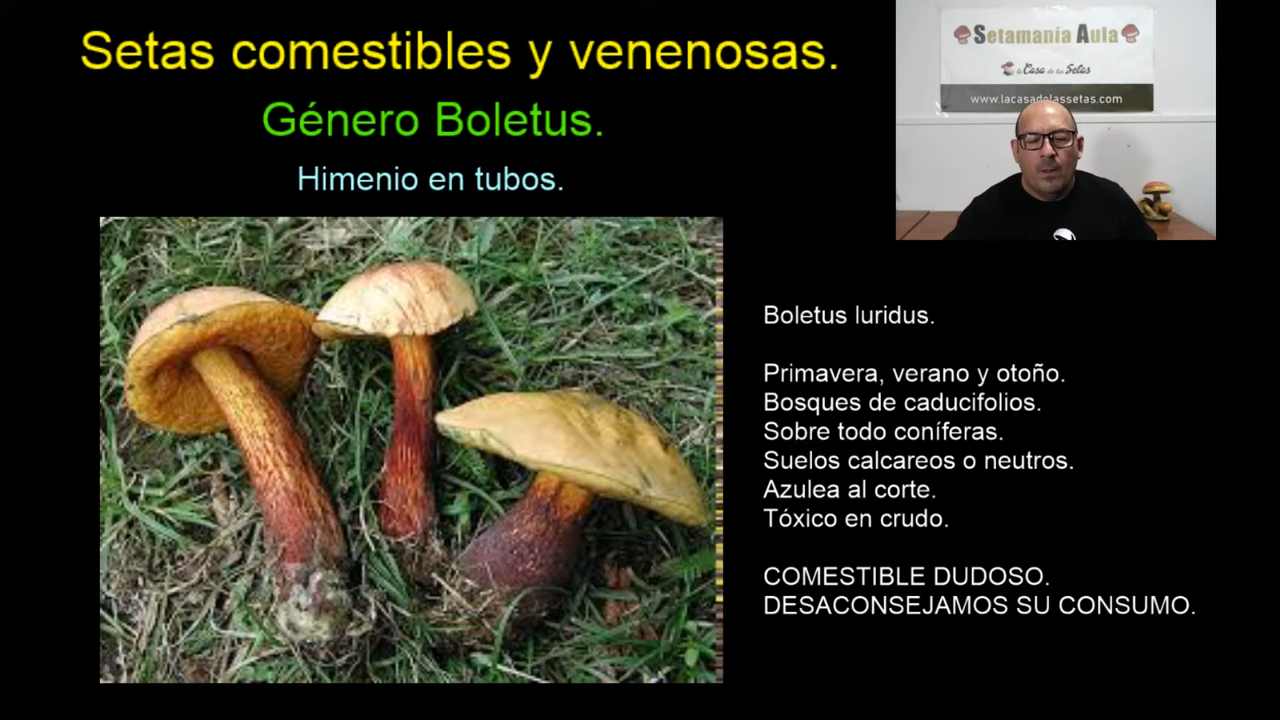 Setas comestibles y venenosas.
Género Boletus.
Himenio en tubos.
Setamanía Aula
la Casa de las Setas
www.lacasadelassetas.com
Boletus luridus.
Primavera, verano y otoño.
Bosques de caducifolios.
Sobre todo coníferas.
Suelos calcareos o neutros.
Azulea al corte.
Tóxico en crudo.
COMESTIBLE DUDOSO.
DESACONSEJAMOS SU CONSUMO.